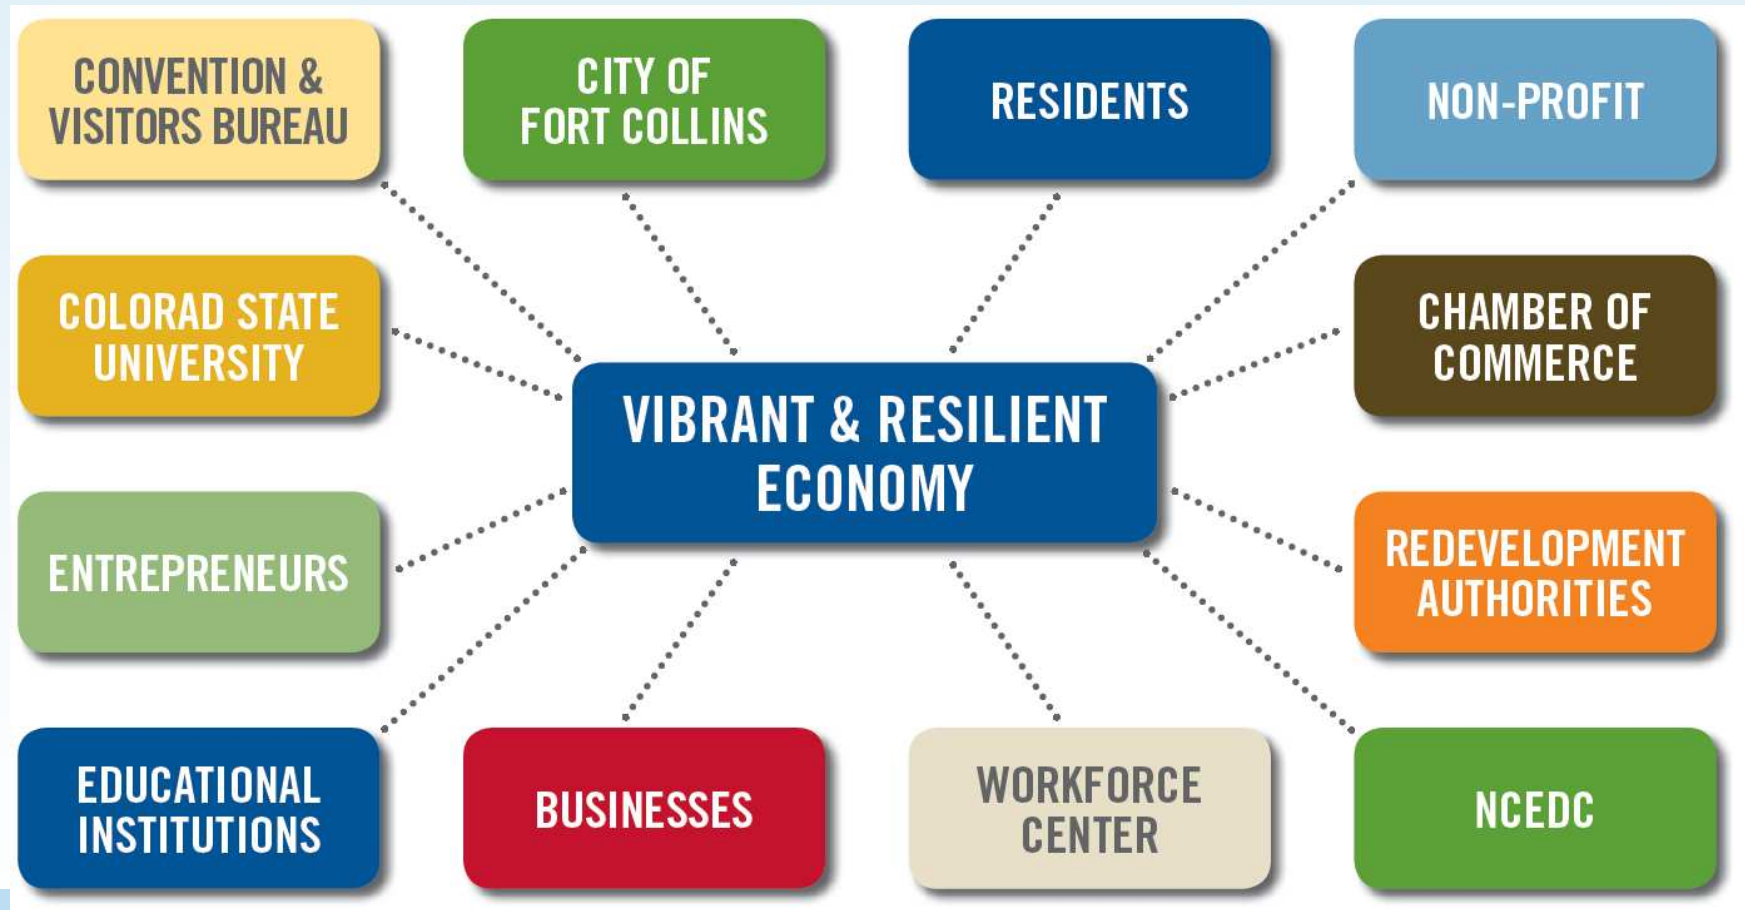 CONVENTION &
VISITORS BUREAU
CITY OF
FORT COLLINS
RESIDENTS
NON-PROFIT
COLORAD STATE
UNIVERSITY
CHAMBER OF
COMMERCE
VIBRANT & RESILIENT
ECONOMY
ENTREPRENEURS
REDEVELOPMENT
AUTHORITIES
EDUCATIONAL
INSTITUTIONS
BUSINESSES
WORKFORCE
CENTER
NCEDC